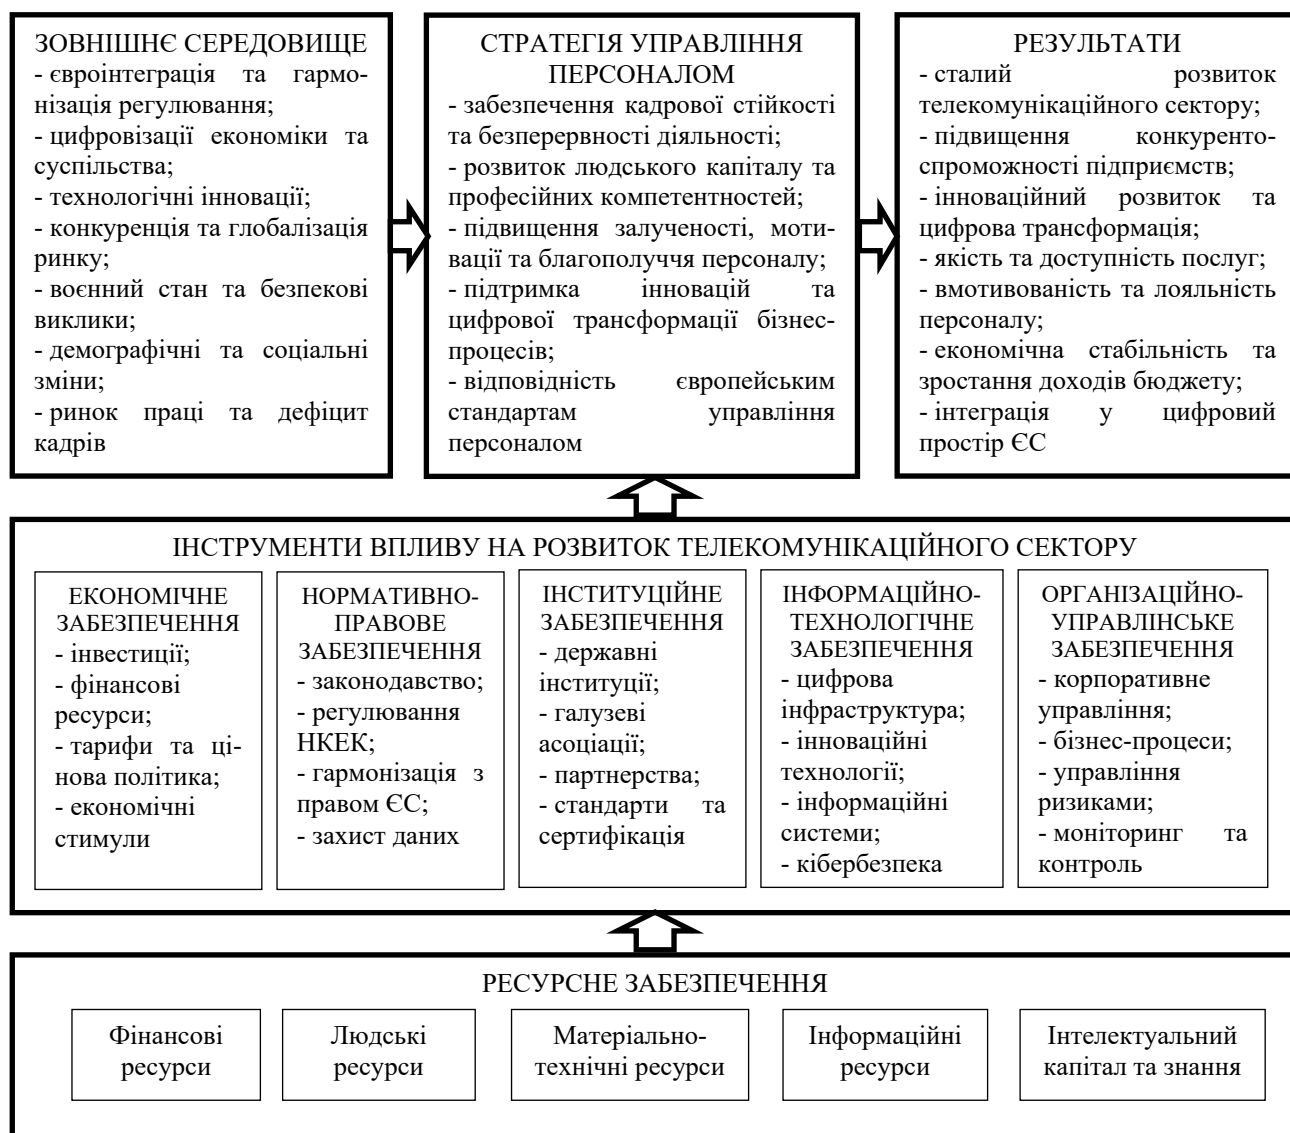 ЗОВНІШНЄ СЕРЕДОВИЩЕ
- євроінтеграція та гармо-
нізація регулювання;
- цифровізації економіки та
суспільства;
- технологічні інновації;
- конкуренція та глобалізація
ринку;
- воєнний стан та безпекові
виклики;
- демографічні та соціальні
зміни;
- ринок праці та дефіцит
кадрів
СТРАТЕГІЯ УПРАВЛІННЯ
ПЕРСОНАЛОМ
- забезпечення кадрової стійкості
та безперервності діяльності;
- розвиток людського капіталу та
професійних компетентностей;
- підвищення залученості, моти-
вації та благополуччя персоналу;
- підтримка інновацій та
цифрової трансформації бізнес-
процесів;
- відповідність європейським
стандартам управління
персоналом
РЕЗУЛЬТАТИ
- сталий розвиток
телекомунікаційного сектору;
- підвищення конкуренто-
спроможності підприємств;
- інноваційний розвиток та
цифрова трансформація;
- якість та доступність послуг;
- вмотивованість та лояльність
персоналу;
- економічна стабільність та
зростання доходів бюджету;
- інтеграція у цифровий
простір ЄС
ІНСТРУМЕНТИ ВПЛИВУ НА РОЗВИТОК ТЕЛЕКОМУНІКАЦІЙНОГО СЕКТОРУ
ЕКОНОМІЧНЕ
ЗАБЕЗПЕЧЕННЯ
- інвестиції;
- фінансові
ресурси;
- тарифи та ці-
нова політика;
- економічні
стимули
НОРМАТИВНО-
ПРАВОВЕ
ЗАБЕЗПЕЧЕННЯ
- законодавство;
- регулювання
НКЕК;
- гармонізація з
правом ЄС;
- захист даних
ІНСТИТУЦІЙНЕ
ЗАБЕЗПЕЧЕННЯ
- державні
інституції;
- галузеві
асоціації;
- партнерства;
- стандарти та
сертифікація
ІНФОРМАЦІЙНО-
ТЕХНОЛОГІЧНЕ
ЗАБЕЗПЕЧЕННЯ
- цифрова
інфраструктура;
- інноваційні
технології;
- інформаційні
системи;
- кібербезпека
ОРГАНІЗАЦІЙНО-
УПРАВЛІНСЬКЕ
ЗАБЕЗПЕЧЕННЯ
- корпоративне
управління;
- бізнес-процеси;
- управління
ризиками;
- моніторинг та
контроль
РЕСУРСНЕ ЗАБЕЗПЕЧЕННЯ
Фінансові
ресурси
Людські
ресурси
Матеріально-
технічні ресурси
Інформаційні
ресурси
Інтелектуальний
капітал та знання